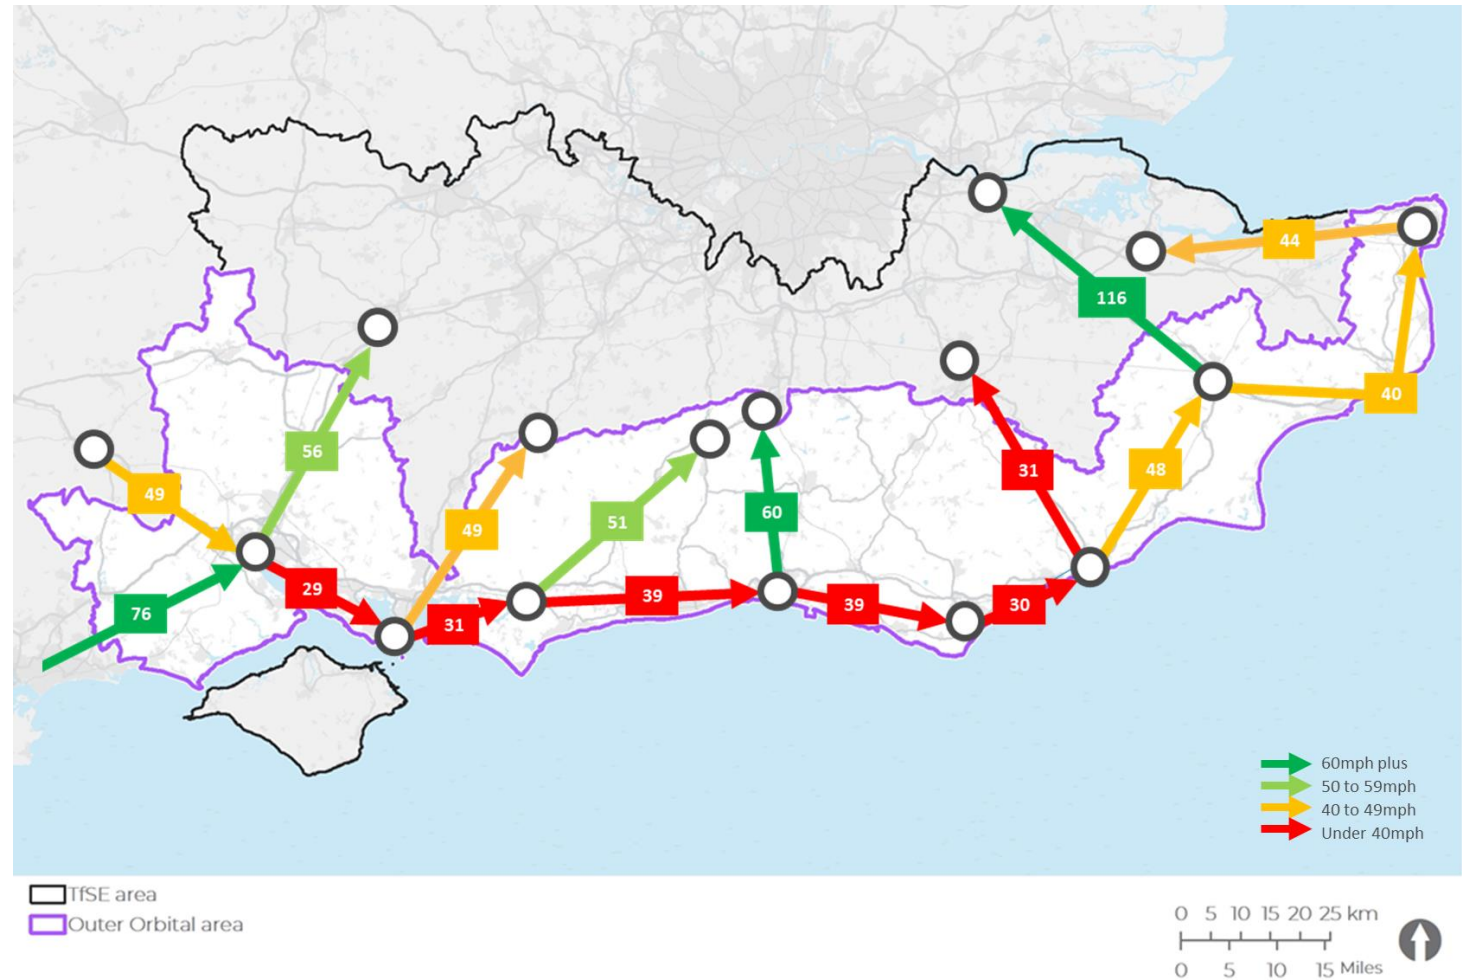 44
116
40
56
31
48
49
49
51
60
29
39
39
30
76
31
60mph plus
50 to 59mph
40 to 49mph
Under 40mph
TfSE area
Outer Orbital area
0 5 10 15 20 25 km
0 5 10 15 Miles